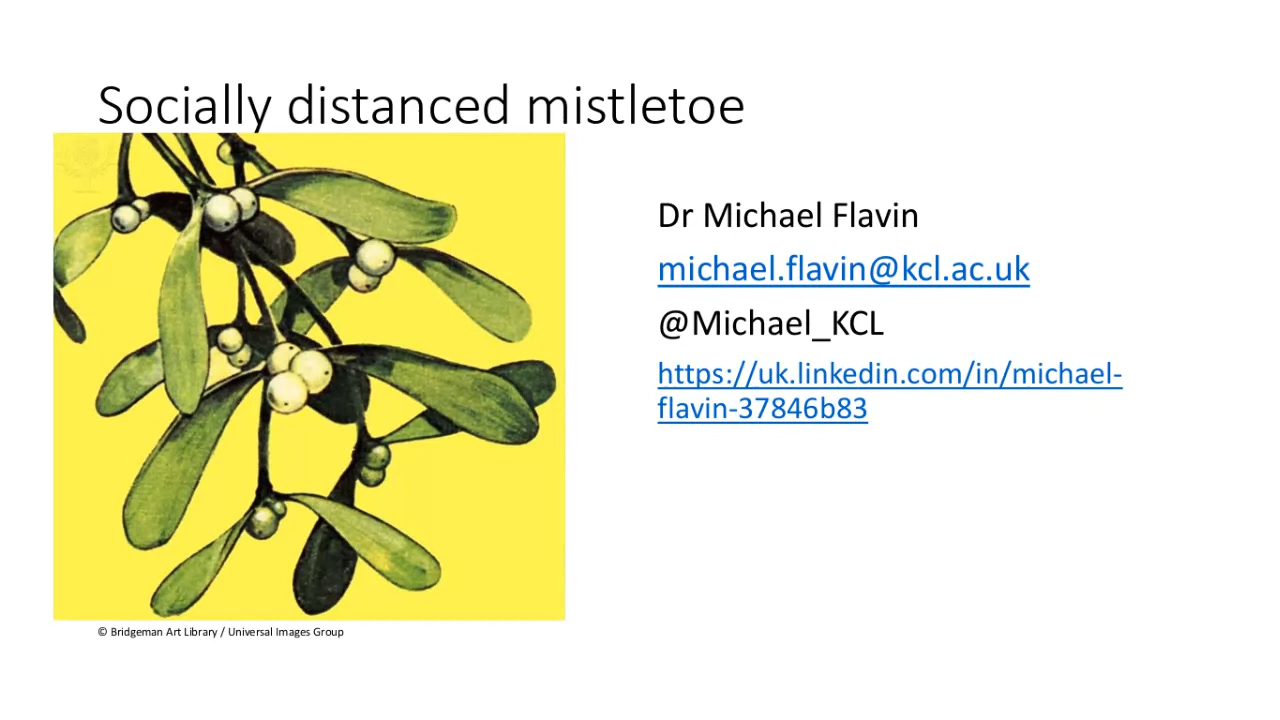 Socially distanced mistletoe
Dr Michael Flavin
michael.flavin@kcl.ac.uk
@Michael_KCL
https://uk.linkedin.com/in/michael-
flavin-37846b83
© Bridgeman Art Library / Universal Images Group